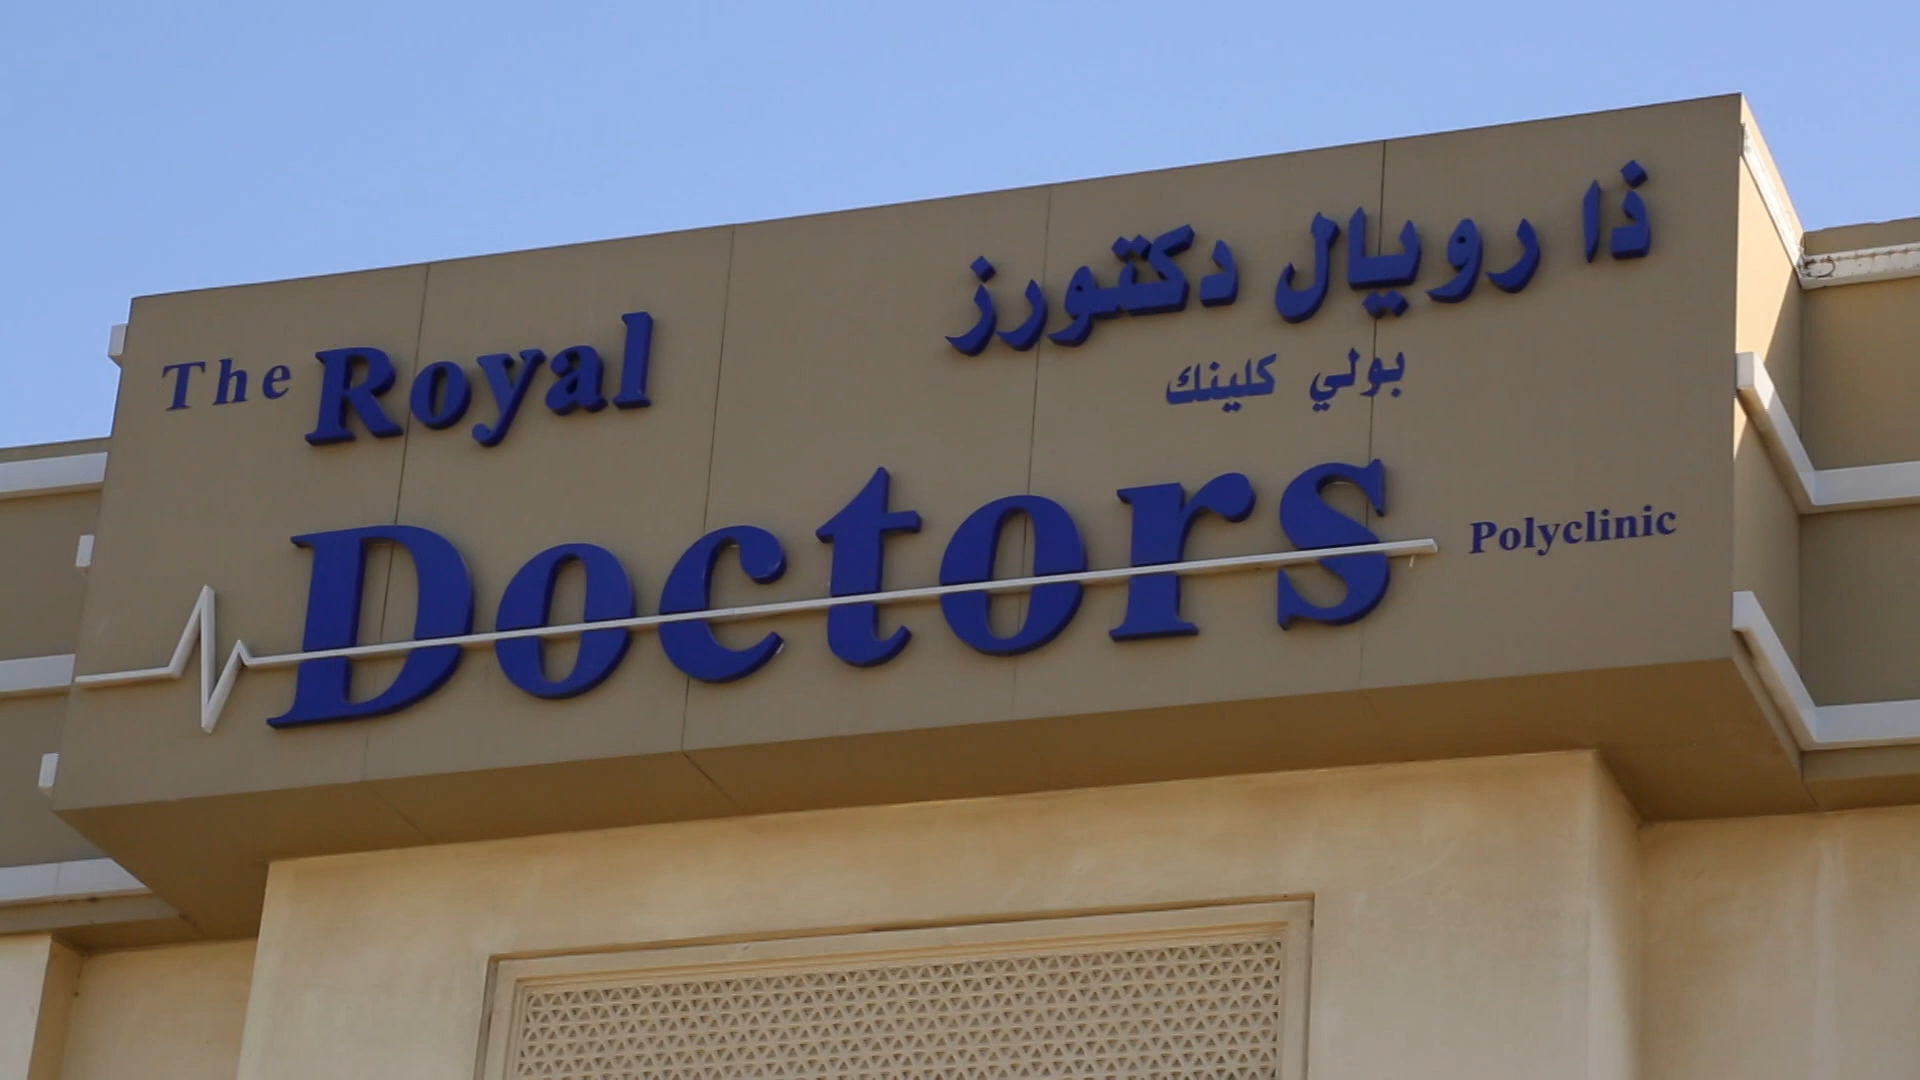 The Royal
ذا رويال دكتورز
بولي كلينك
Doctors
Polyclinic